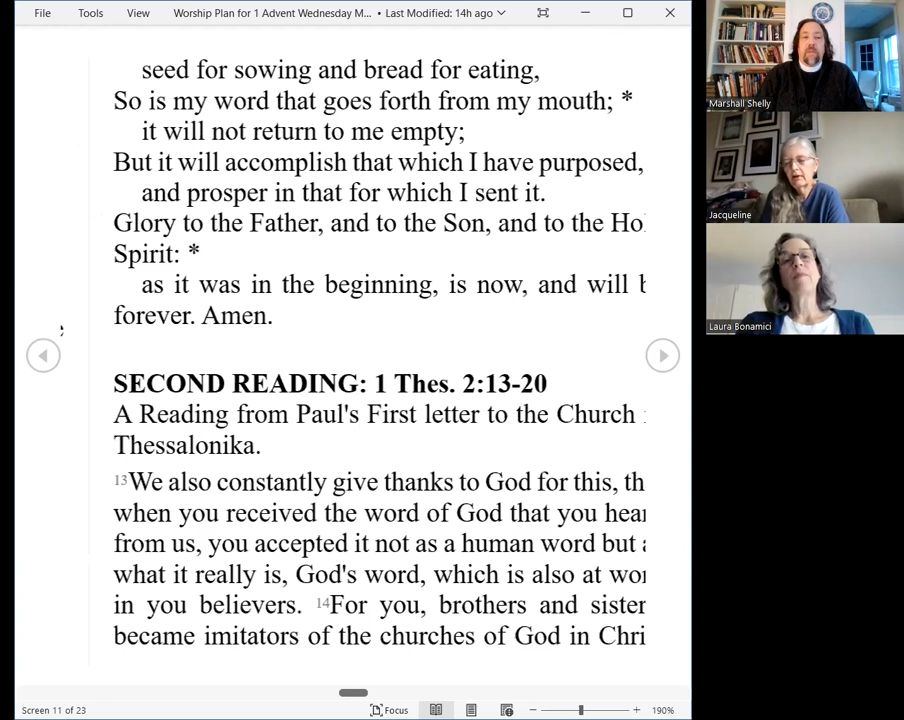 File Tools Worship Plan for 1 Advent Wednesday M... • Last Modified: 14h ago
seed for sowing and bread for eating,
So is my word that goes forth from my mouth; *
it will not return to me empty;
But it will accomplish that which I have purposed,
and prosper in that for which I sent it.
Glory to the Father, and to the Son, and to the Ho
Spirit: *
as it was in the beginning, is now, and will b
forever. Amen.
SECOND READING: 1 Thes. 2:13-20
A Reading from Paul's First letter to the Church
Thessalonika.
13We also constantly give thanks to God for this, th
when you received the word of God that you hear
from us, you accepted it not as a human word but a
what it really is, God's word, which is also at wor
in you believers. 14For you, brothers and sister
became imitators of the churches of God in Chri
Screen 11 of 23 Focus 190%
Marshall Shelly
Jacqueline
Laura Bonamici